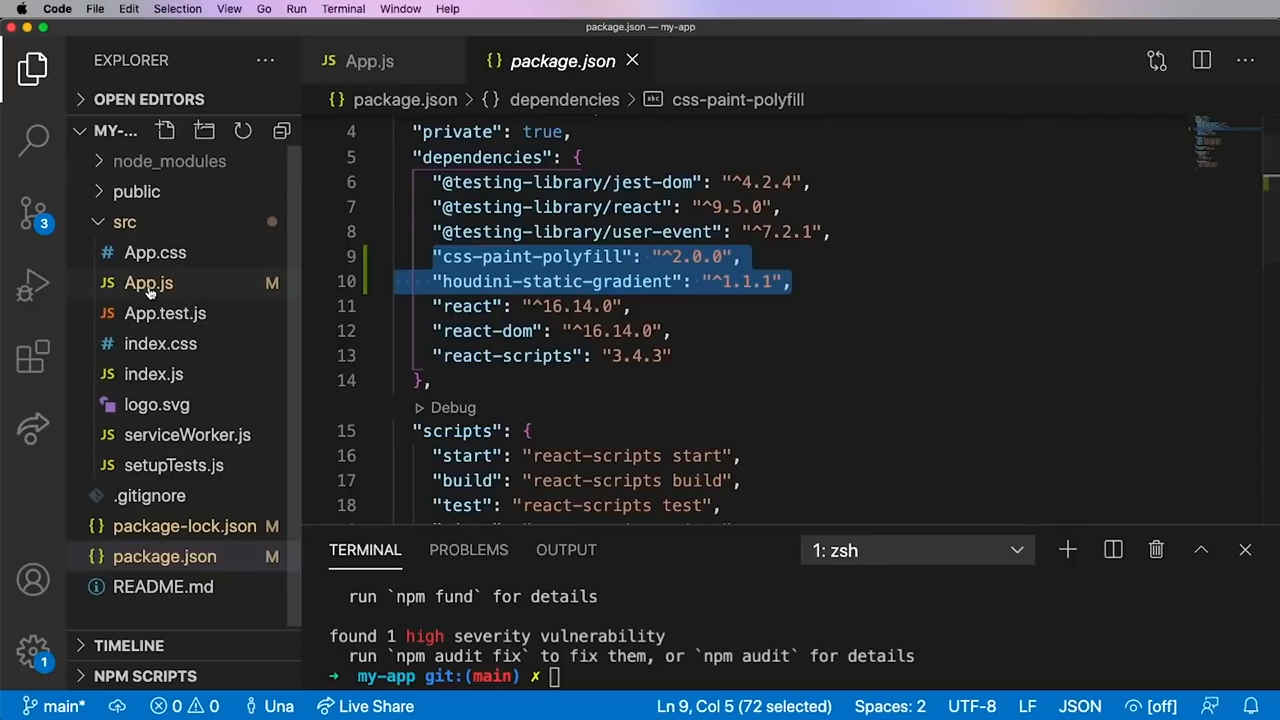 Code File Edit Selection View Go Run Terminal Window Help
package.json — my-app
EXPLORER
OPEN EDITORS
MY-...
node_modules
public
src
# App.css
JS App.js M
JS App.test.js
# index.css
JS index.js
logo.svg
JS serviceWorker.js
JS setupTests.js
.gitignore
{} package-lock.json M
{} package.json M
README.md
TIMELINE
NPM SCRIPTS
3
1
JS App.js
{} package.json
{} package.json > {} dependencies > abc css-paint-polyfill
4 "private": true,
5 "dependencies": {
6 "@testing-library/jest-dom": "^4.2.4",
7 "@testing-library/react": "^9.5.0",
8 "@testing-library/user-event": "^7.2.1",
9 "css-paint-polyfill": "^2.0.0",
10 "houdini-static-gradient": "^1.1.1",
11 "react": "^16.14.0",
12 "react-dom": "^16.14.0",
13 "react-scripts": "3.4.3"
14 },
Debug
15 "scripts": {
16 "start": "react-scripts start",
17 "build": "react-scripts build",
18 "test": "react-scripts test",
TERMINAL PROBLEMS OUTPUT 1: zsh
run `npm fund` for details
found 1 high severity vulnerability
run `npm audit fix` to fix them, or `npm audit` for details
→ my-app git:(main) ✗
main* 0 0 Una Live Share Ln 9, Col 5 (72 selected) Spaces: 2 UTF-8 LF JSON [off]